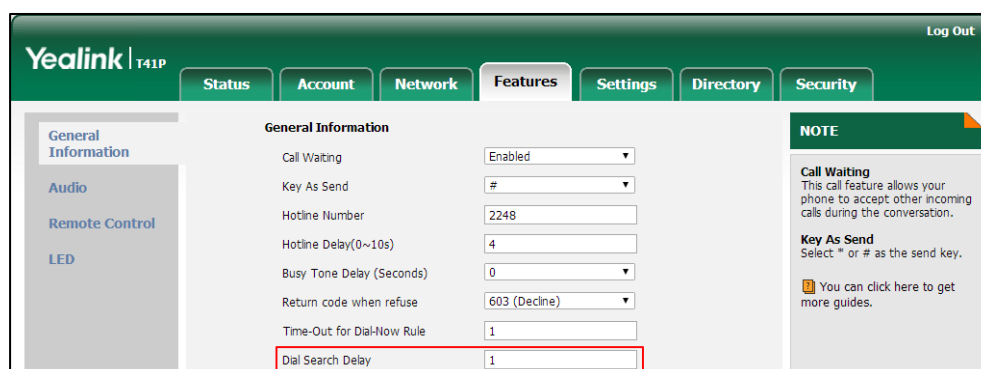 Log Out
Yealink T41P
Status Account Network Features Settings Directory Security
General Information
Audio
Remote Control
LED
General Information
Call Waiting Enabled
Key As Send #
Hotline Number 2248
Hotline Delay(0~10s) 4
Busy Tone Delay (Seconds) 0
Return code when refuse 603 (Decline)
Time-Out for Dial-Now Rule 1
Dial Search Delay 1
NOTE
Call Waiting
This call feature allows your
phone to accept other incoming
calls during the conversation.
Key As Send
Select * or # as the send key.
You can click here to get
more guides.